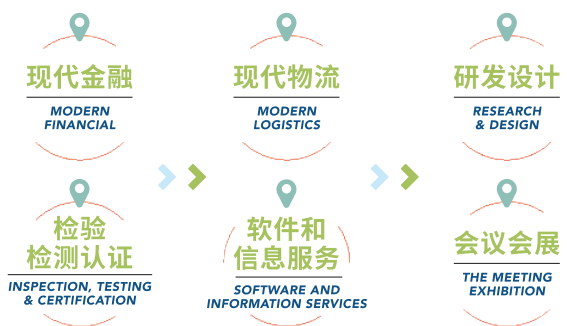 现代金融
MODERN
FINANCIAL
现代物流
MODERN
LOGISTICS
研发设计
RESEARCH
& DESIGN
检验
检测认证
INSPECTION, TESTING
& CERTIFICATION
软件和
信息服务
SOFTWARE AND
INFORMATION SERVICES
会议会展
THE MEETING
EXHIBITION